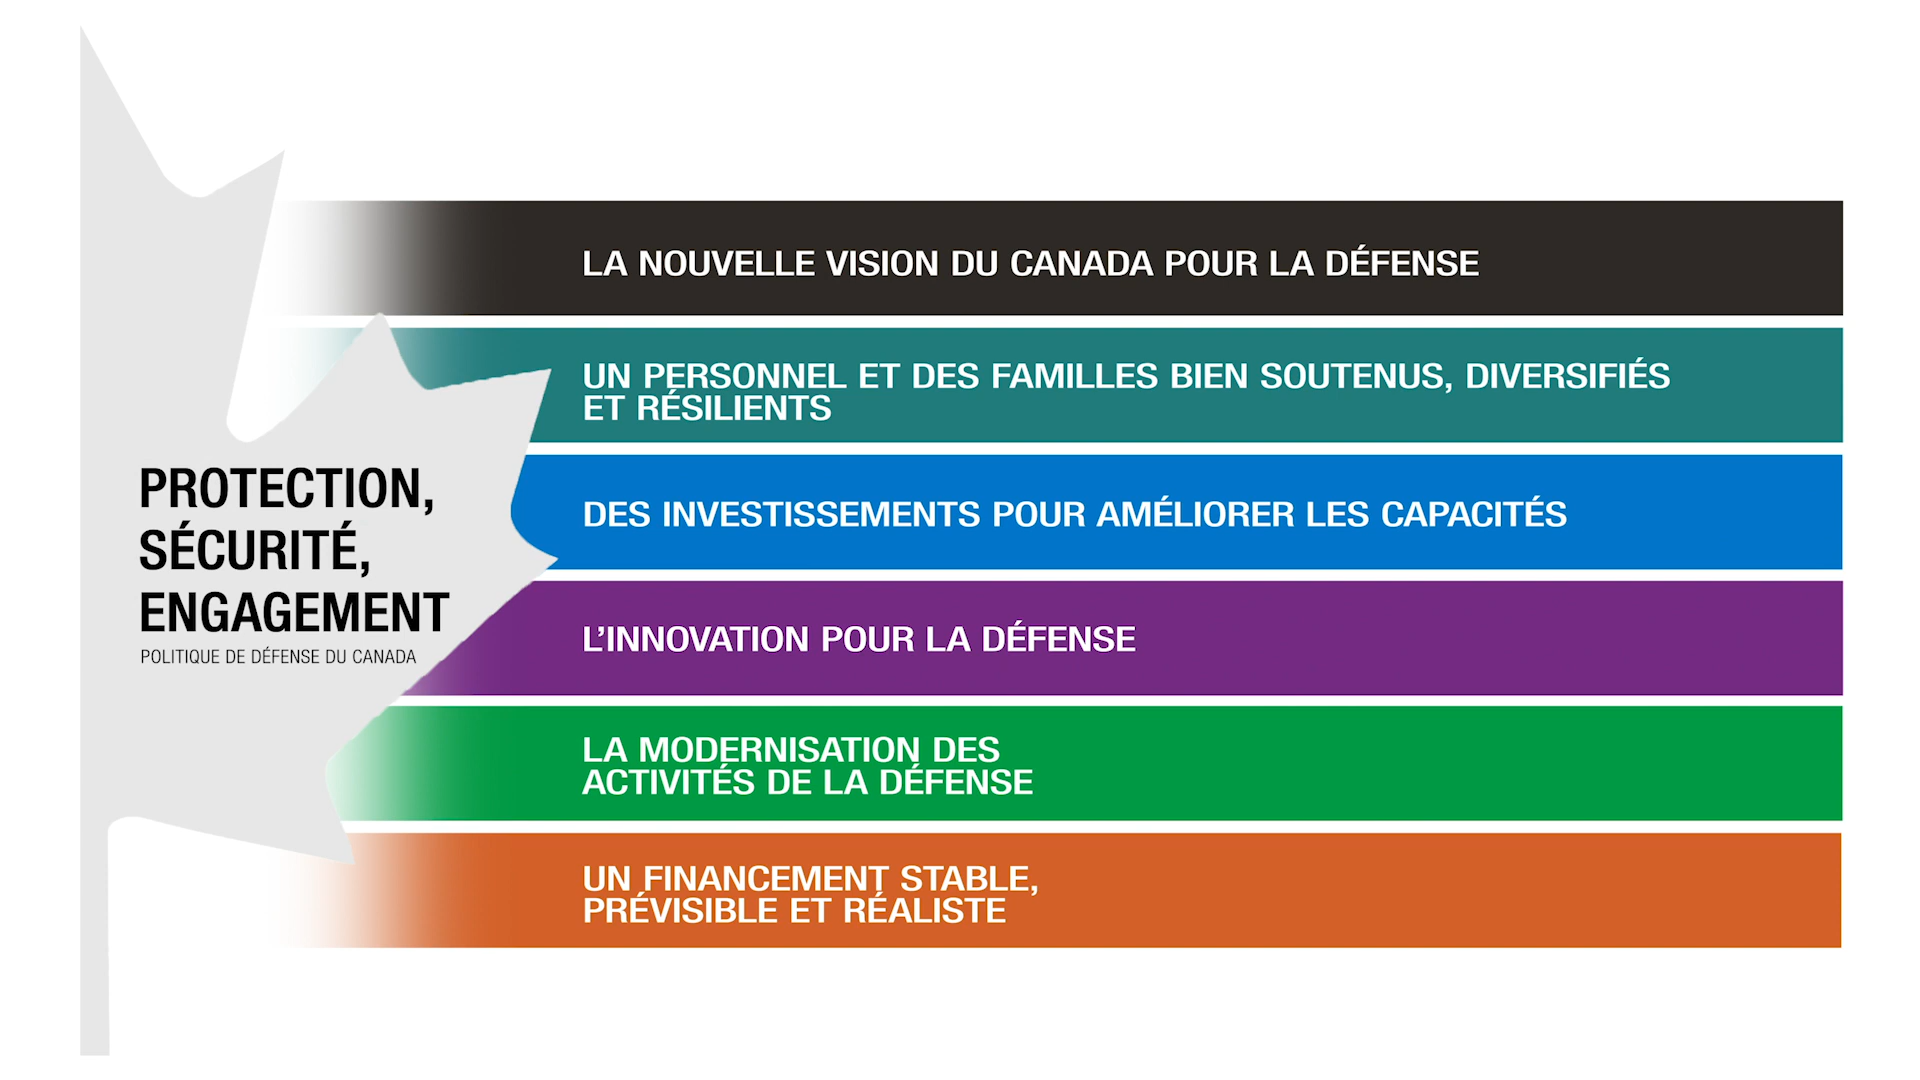 PROTECTION,
SÉCURITÉ,
ENGAGEMENT
POLITIQUE DE DÉFENSE DU CANADA
LA NOUVELLE VISION DU CANADA POUR LA DÉFENSE
UN PERSONNEL ET DES FAMILLES BIEN SOUTENUS, DIVERSIFIÉS
ET RÉSILIENTS
DES INVESTISSEMENTS POUR AMÉLIORER LES CAPACITÉS
L’INNOVATION POUR LA DÉFENSE
LA MODERNISATION DES
ACTIVITÉS DE LA DÉFENSE
UN FINANCEMENT STABLE,
PRÉVISIBLE ET RÉALISTE